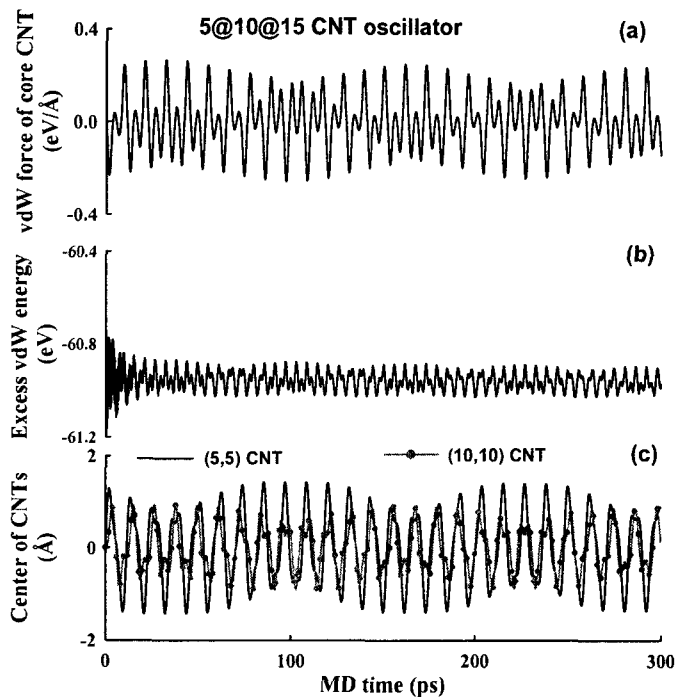 5@10@15 CNT oscillator
(a)
vdW force of core CNT
(eV/Å)
0.4
0.0
-0.4
(b)
Excess vdW energy
(eV)
-60.4
-60.8
-61.2
(c)
(5,5) CNT
(10,10) CNT
Center of CNTs
(Å)
2
0
-2
0
100
200
300
MD time (ps)